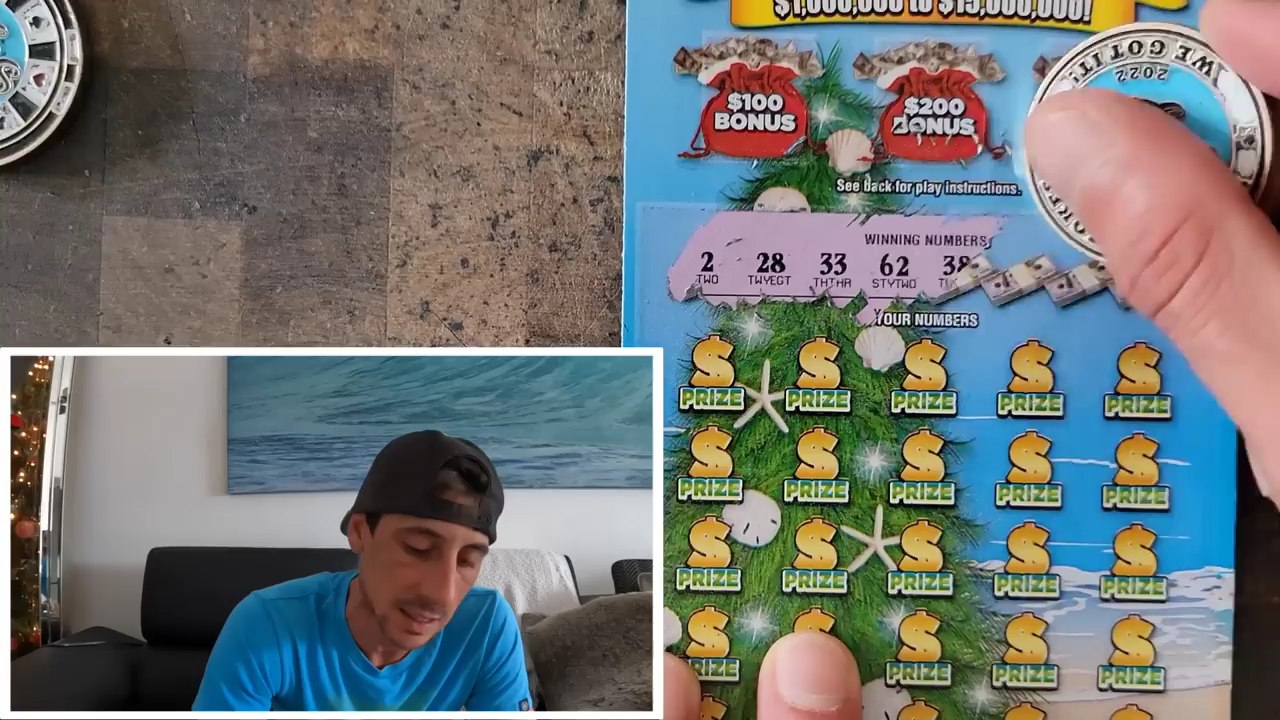 $1,000,000 to $15,000,000!
$100 BONUS
$200 BONUS
WE GOT IT!
2022
See back for play instructions.
WINNING NUMBERS
2 28 33 62 38
TWO TWYEGT THTHR STYTWO
YOUR NUMBERS
$ $ $ $ $
PRIZE PRIZE PRIZE PRIZE PRIZE
$ $ $ $ $
PRIZE PRIZE PRIZE PRIZE PRIZE
$ $ $ $ $
PRIZE PRIZE PRIZE PRIZE PRIZE
$ $ $ $ $
PRIZE PRIZE PRIZE PRIZE
$ $ $ $